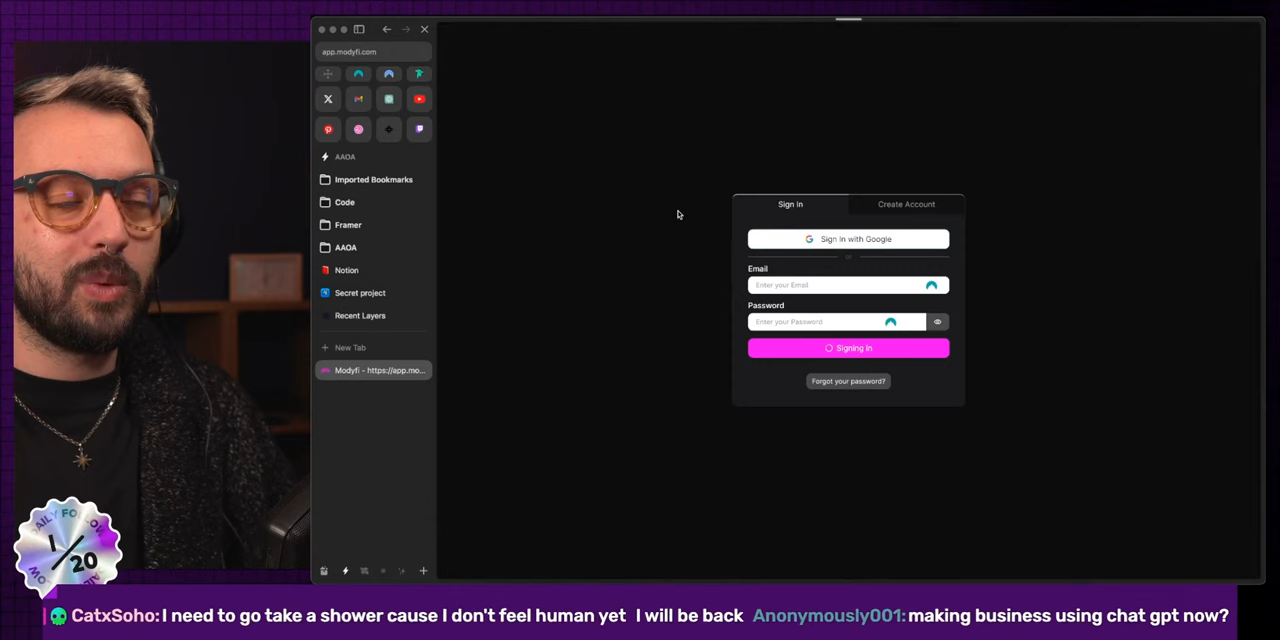 app.modyfi.com
AAOA
Imported Bookmarks
Code
Framer
AAOA
Notion
Secret project
Recent Layers
+ New Tab
Modyfi - https://app.mo...
Sign In
Create Account
Sign In with Google
or
Email
Enter your Email
Password
Enter your Password
Signing In
Forgot your password?
DAILY FOLLOW
1/20
CatxSoho: I need to go take a shower cause I don't feel human yet I will be back Anonymously001: making business using chat gpt now?